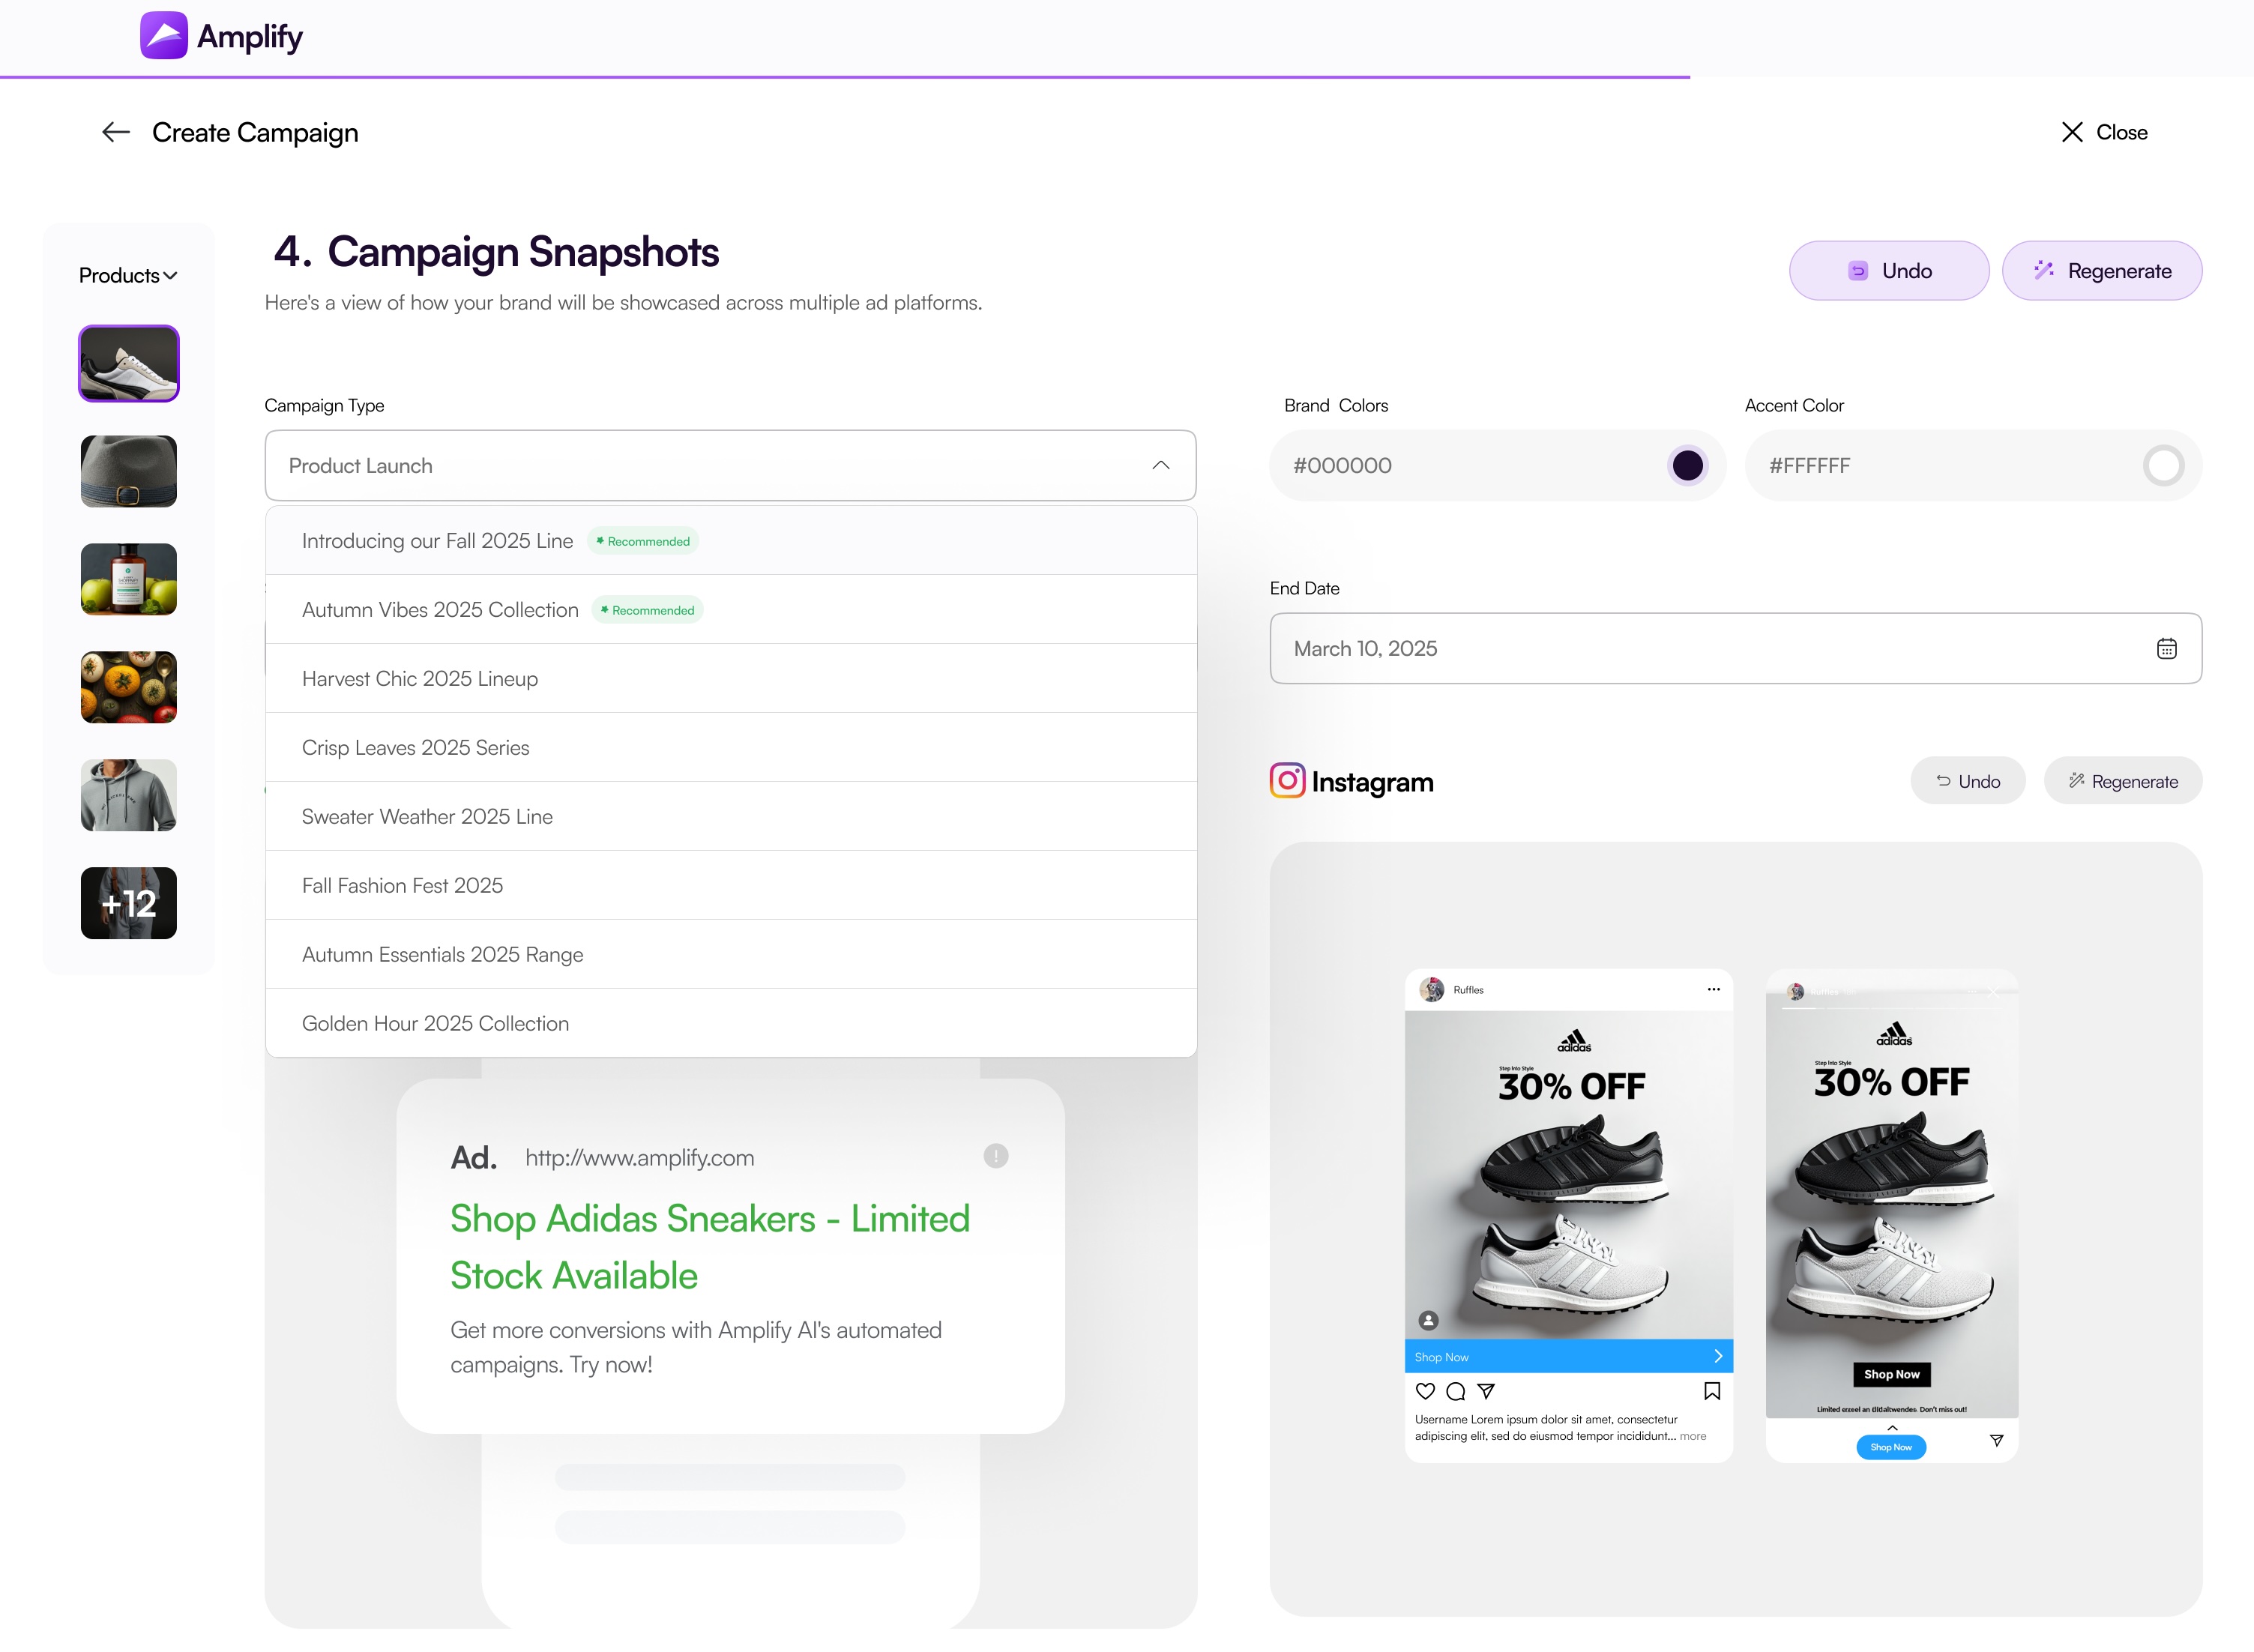 Amplify
Create Campaign
Close
Products
+12
4. Campaign Snapshots
Here's a view of how your brand will be showcased across multiple ad platforms.
Undo
Regenerate
Campaign Type
Product Launch
Introducing our Fall 2025 Line
Recommended
Autumn Vibes 2025 Collection
Recommended
Harvest Chic 2025 Lineup
Crisp Leaves 2025 Series
Sweater Weather 2025 Line
Fall Fashion Fest 2025
Autumn Essentials 2025 Range
Golden Hour 2025 Collection
Brand Colors
#000000
Accent Color
#FFFFFF
End Date
March 10, 2025
Ad.
http://www.amplify.com
Shop Adidas Sneakers - Limited
Stock Available
Get more conversions with Amplify AI's automated
campaigns. Try now!
Instagram
Undo
Regenerate
Ruffles
adidas
Step Into Style
30% OFF
Shop Now
Username Lorem ipsum dolor sit amet, consectetur
adipiscing elit, sed do eiusmod tempor incididunt... more
adidas
Step Into Style
30% OFF
Shop Now
Limited Don't miss out!
Shop Now